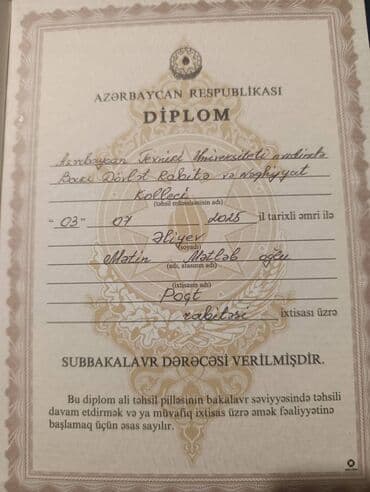 AZƏRBAYCAN RESPUBLİKASI
DİPLOM
Azərbaycan Texniki Universiteti nəzdində
Bakı Dövlət Rabitə və Nəqliyyat
Kolleci
(təhsil müəssisəsinin adı)
"03" 07 2025 il tarixli əmri ilə
Əliyev
(soyadı)
Mətin Mətləb oğlu
(adı, atasının adı)
Poçt
(ixtisasın adı)
rabitəsi ixtisası üzrə
SUBBAKALAVR DƏRƏCƏSİ VERİLMİŞDİR.
Bu diplom ali təhsil pilləsinin bakalavr səviyyəsində təhsili
davam etdirmək və ya müvafiq ixtisas üzrə əmək fəaliyyətinə
başlamaq üçün əsas sayılır.